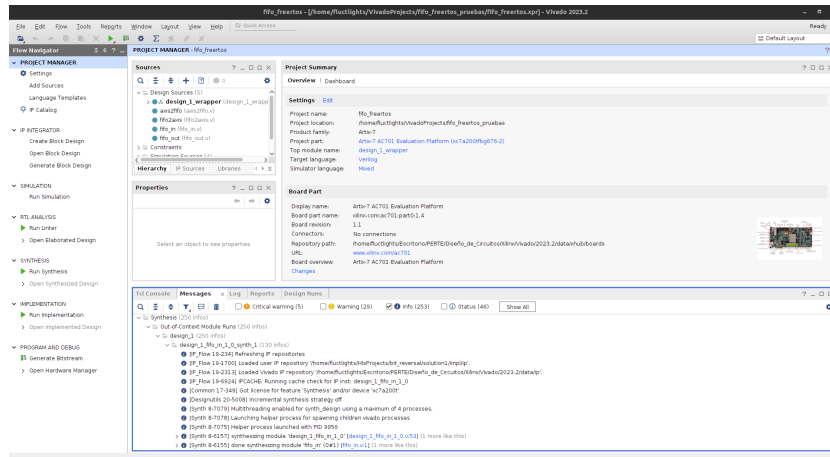 fifo_freertos - [/home/fluctlights/VivadoProjects/fifo_freertos_pruebas/fifo_freertos.xpr] - Vivado 2023.2
File Edit Flow Tools Reports Window Layout View Help Quick Access
Ready
Default Layout
Flow Navigator
PROJECT MANAGER - fifo_freertos
PROJECT MANAGER
Settings
Add Sources
Language Templates
IP Catalog
IP INTEGRATOR
Create Block Design
Open Block Design
Generate Block Design
SIMULATION
Run Simulation
RTL ANALYSIS
Run Linter
Open Elaborated Design
SYNTHESIS
Run Synthesis
Open Synthesized Design
IMPLEMENTATION
Run Implementation
Open Implemented Design
PROGRAM AND DEBUG
Generate Bitstream
Open Hardware Manager
Sources
0
Design Sources (5)
design_1_wrapper (design_1_wrapp
axis2fifo (axis2fifo.v)
fifo2axis (fifo2axis.v)
fifo_in (fifo_in.v)
fifo_out (fifo_out.v)
Constraints
Simulation Sources (4)
Hierarchy IP Sources Libraries
Properties
Select an object to see properties
Project Summary
Overview | Dashboard
Settings Edit
Project name: fifo_freertos
Project location: /home/fluctlights/VivadoProjects/fifo_freertos_pruebas
Product family: Artix-7
Project part: Artix-7 AC701 Evaluation Platform (xc7a200tfbg676-2)
Top module name: design_1_wrapper
Target language: Verilog
Simulator language: Mixed
Board Part
Display name: Artix-7 AC701 Evaluation Platform
Board part name: xilinx.com:ac701:part0:1.4
Board revision: 1.1
Connectors: No connections
Repository path: /home/fluctlights/Escritorio/PERTE/Diseño_de_Circuitos/Xilinx/Vivado/2023.2/data/xhub/boards
URL: www.xilinx.com/ac701
Board overview: Artix-7 AC701 Evaluation Platform
Changes
Tcl Console Messages Log Reports Design Runs
Critical warning (5) Warning (29) Info (253) Status (46) Show All
Synthesis (250 infos)
Out-of-Context Module Runs (250 infos)
design_1 (250 infos)
design_1_fifo_in_1_0_synth_1 (130 infos)
[IP_Flow 19-234] Refreshing IP repositories
[IP_Flow 19-1700] Loaded user IP repository '/home/fluctlights/HlsProjects/bit_reversal/solution1/impl/ip'.
[IP_Flow 19-2313] Loaded Vivado IP repository '/home/fluctlights/Escritorio/PERTE/Diseño_de_Circuitos/Xilinx/Vivado/2023.2/data/ip'.
[IP_Flow 19-6924] IPCACHE: Running cache check for IP inst: design_1_fifo_in_1_0
[Common 17-349] Got license for feature 'Synthesis' and/or device 'xc7a200t'
[Designutils 20-5008] Incremental synthesis strategy off
[Synth 8-7079] Multithreading enabled for synth_design using a maximum of 4 processes.
[Synth 8-7078] Launching helper process for spawning children vivado processes
[Synth 8-7075] Helper process launched with PID 9956
[Synth 8-6157] synthesizing module 'design_1_fifo_in_1_0' [design_1_fifo_in_1_0.v:53] (1 more like this)
[Synth 8-6155] done synthesizing module 'fifo_in' (0#1) [fifo_in.v:1] (1 more like this)